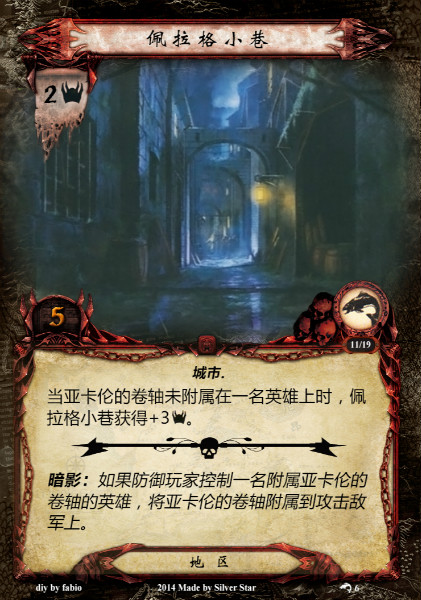 佩拉格小巷
2
5
11/19
城市.
当亚卡伦的卷轴未附属在一名英雄上时，佩
拉格小巷获得+3。
暗影：如果防御玩家控制一名附属亚卡伦的
卷轴的英雄，将亚卡伦的卷轴附属到攻击敌
军上。
地 区
diy by fabio
2014 Made by Silver Star
6